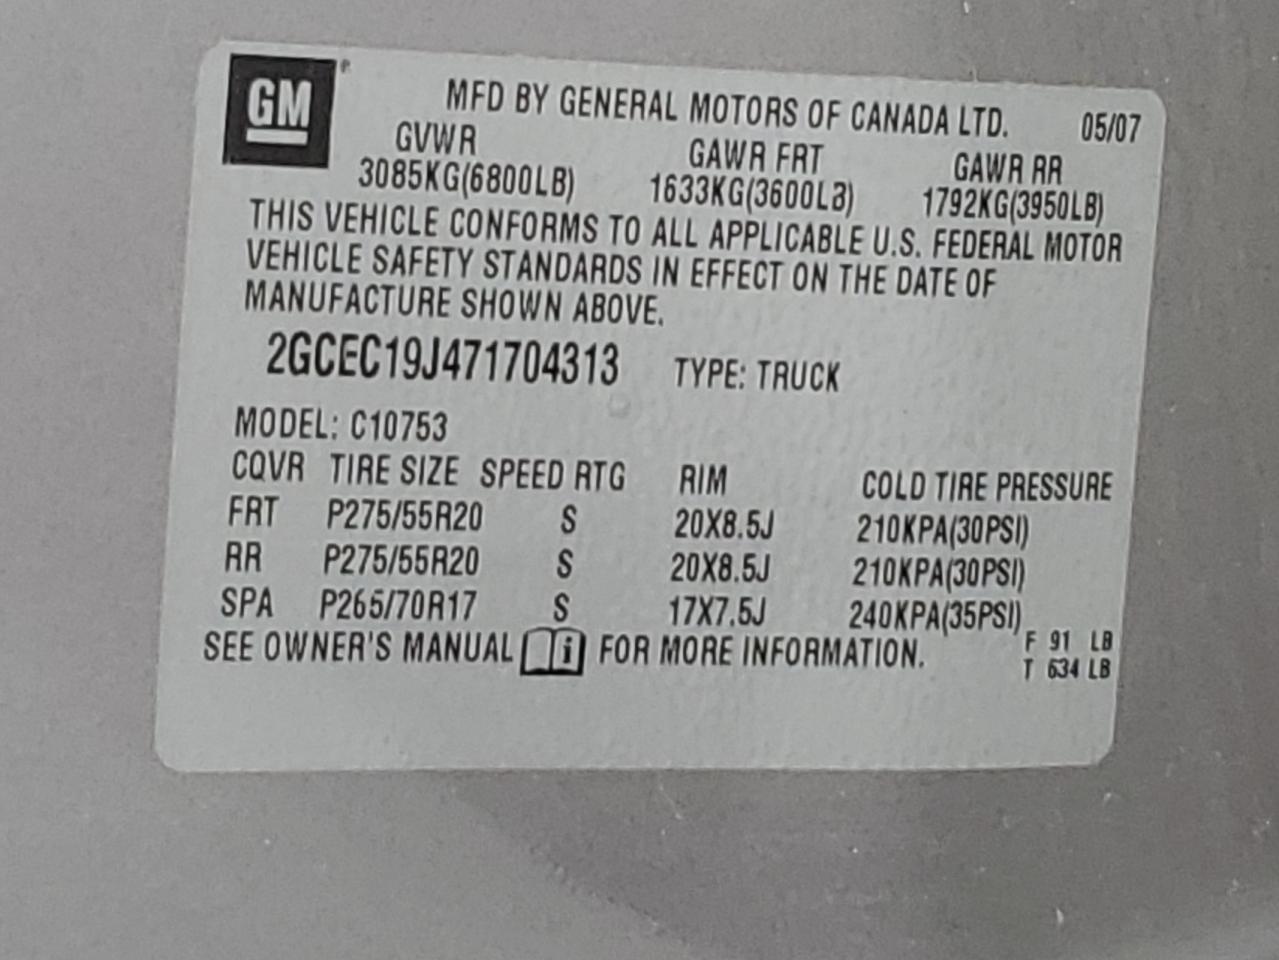 GM
MFD BY GENERAL MOTORS OF CANADA LTD. 05/07
GVWR GAWR FRT GAWR RR
3085KG(6800LB) 1633KG(3600LB) 1792KG(3950LB)
THIS VEHICLE CONFORMS TO ALL APPLICABLE U.S. FEDERAL MOTOR
VEHICLE SAFETY STANDARDS IN EFFECT ON THE DATE OF
MANUFACTURE SHOWN ABOVE.
2GCEC19J471704313 TYPE: TRUCK
MODEL: C10753
CQVR TIRE SIZE SPEED RTG RIM COLD TIRE PRESSURE
FRT P275/55R20 S 20X8.5J 210KPA(30PSI)
RR P275/55R20 S 20X8.5J 210KPA(30PSI)
SPA P265/70R17 S 17X7.5J 240KPA(35PSI)
SEE OWNER'S MANUAL i FOR MORE INFORMATION.
F 91 LB
T 634 LB